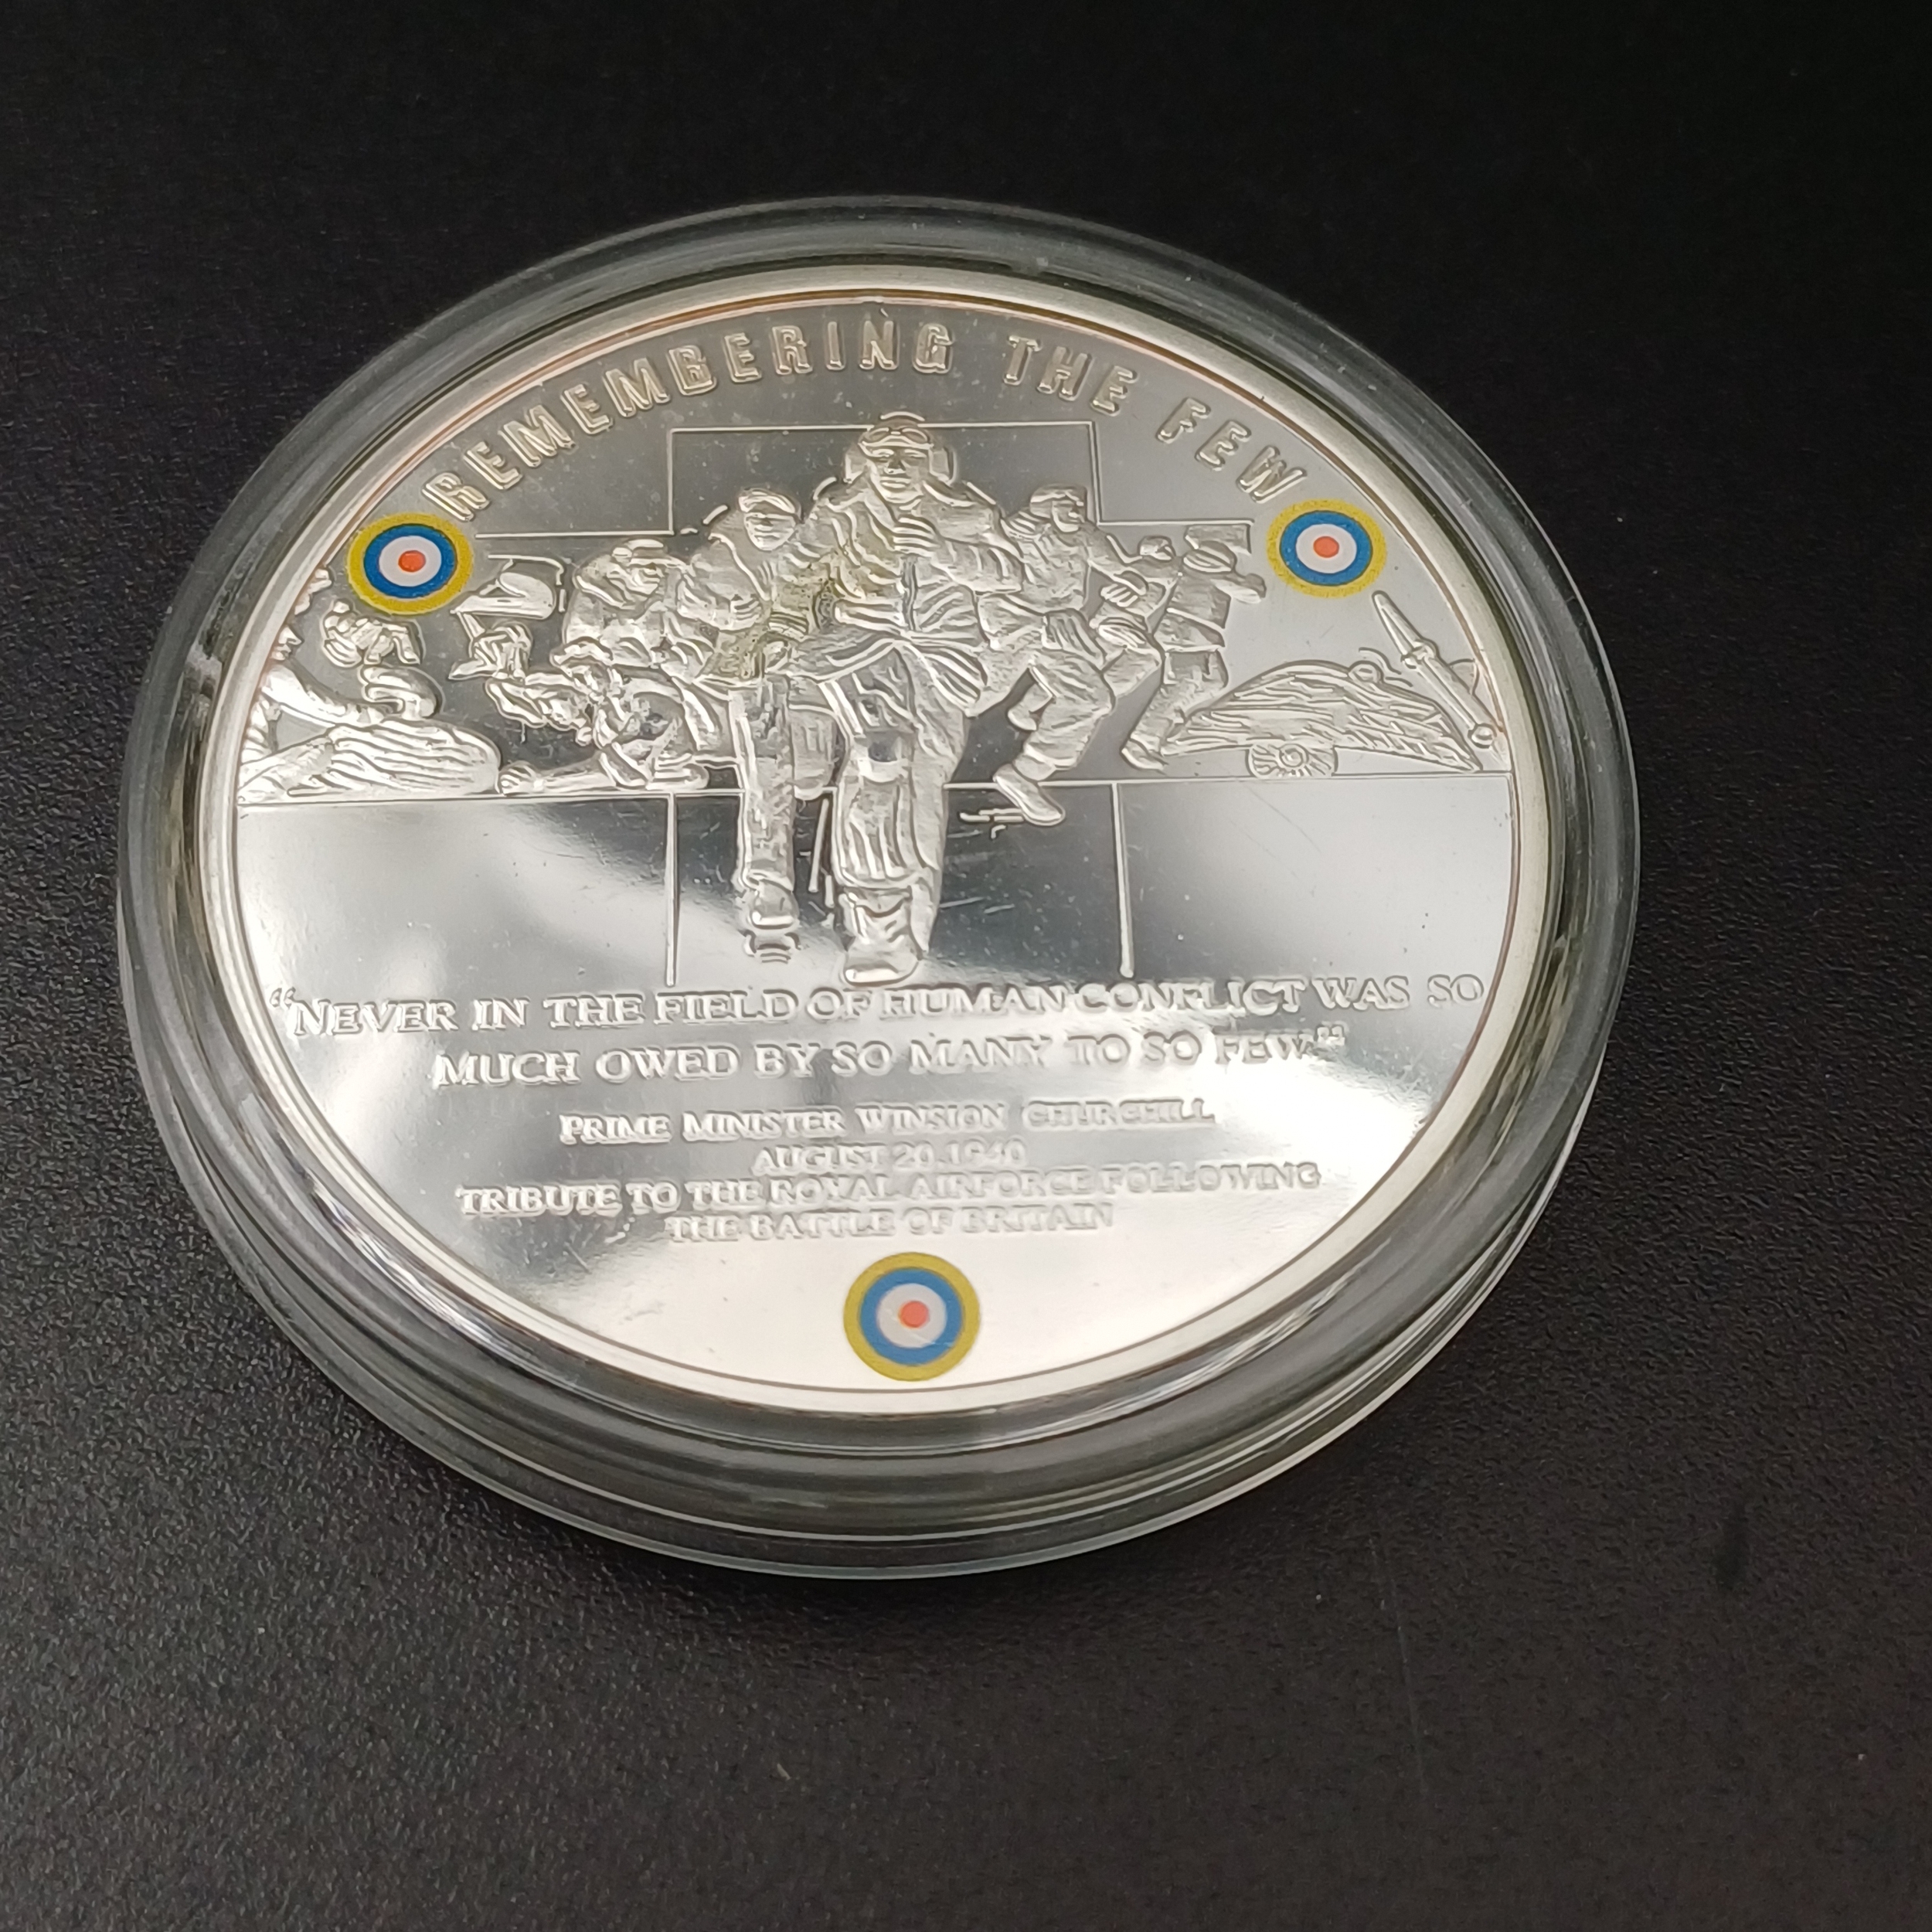 REMEMBERING THE FEW
“NEVER IN THE FIELD OF HUMAN CONFLICT WAS SO
MUCH OWED BY SO MANY TO SO FEW.”
PRIME MINISTER WINSTON CHURCHILL
AUGUST 20.1940
TRIBUTE TO THE ROYAL AIRFORCE FOLLOWING
THE BATTLE OF BRITAIN